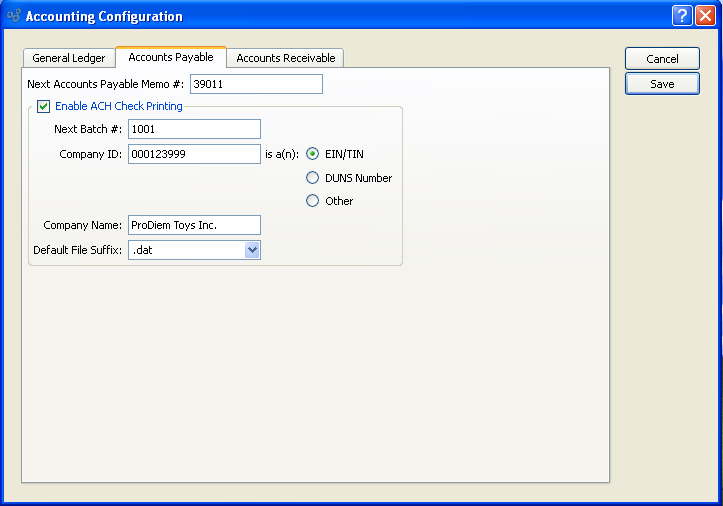 Accounting Configuration
General Ledger Accounts Payable Accounts Receivable
Cancel
Save
Next Accounts Payable Memo #: 39011
Enable ACH Check Printing
Next Batch #: 1001
Company ID: 000123999 is a(n): EIN/TIN
DUNS Number
Other
Company Name: ProDiem Toys Inc.
Default File Suffix: .dat